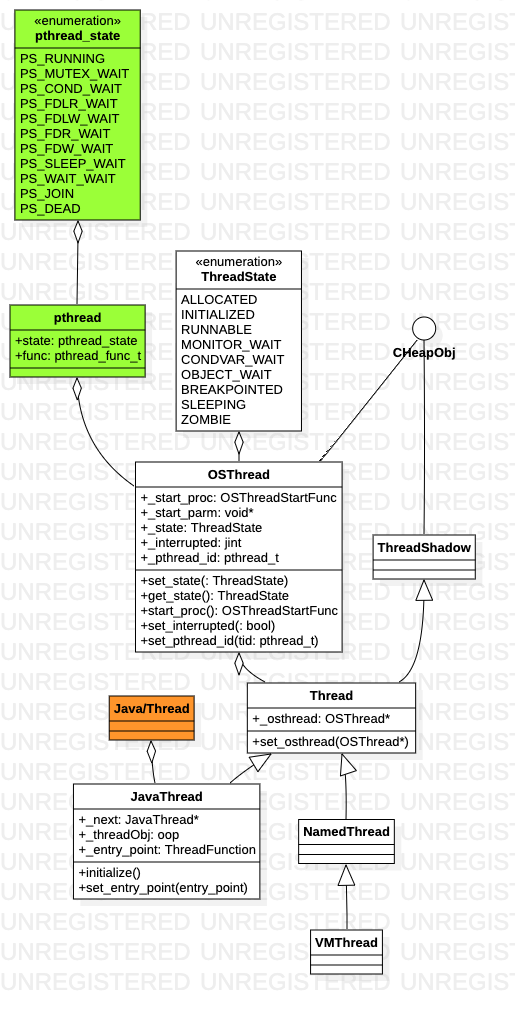 «enumeration»
pthread_state
PS_RUNNING
PS_MUTEX_WAIT
PS_COND_WAIT
PS_FDLR_WAIT
PS_FDLW_WAIT
PS_FDR_WAIT
PS_FDW_WAIT
PS_SLEEP_WAIT
PS_WAIT_WAIT
PS_JOIN
PS_DEAD
«enumeration»
ThreadState
ALLOCATED
INITIALIZED
RUNNABLE
MONITOR_WAIT
CONDVAR_WAIT
OBJECT_WAIT
BREAKPOINTED
SLEEPING
ZOMBIE
pthread
+state: pthread_state
+func: pthread_func_t
CHeapObj
OSThread
+_start_proc: OSThreadStartFunc
+_start_parm: void*
+_state: ThreadState
+_interrupted: jint
+_pthread_id: pthread_t
+set_state(: ThreadState)
+get_state(): ThreadState
+start_proc(): OSThreadStartFunc
+set_interrupted(: bool)
+set_pthread_id(tid: pthread_t)
ThreadShadow
Thread
+_osthread: OSThread*
+set_osthread(OSThread*)
Java/Thread
JavaThread
+_next: JavaThread*
+_threadObj: oop
+_entry_point: ThreadFunction
+initialize()
+set_entry_point(entry_point)
NamedThread
VMThread
UNREGISTERED UNREGISTERED UNREGIST